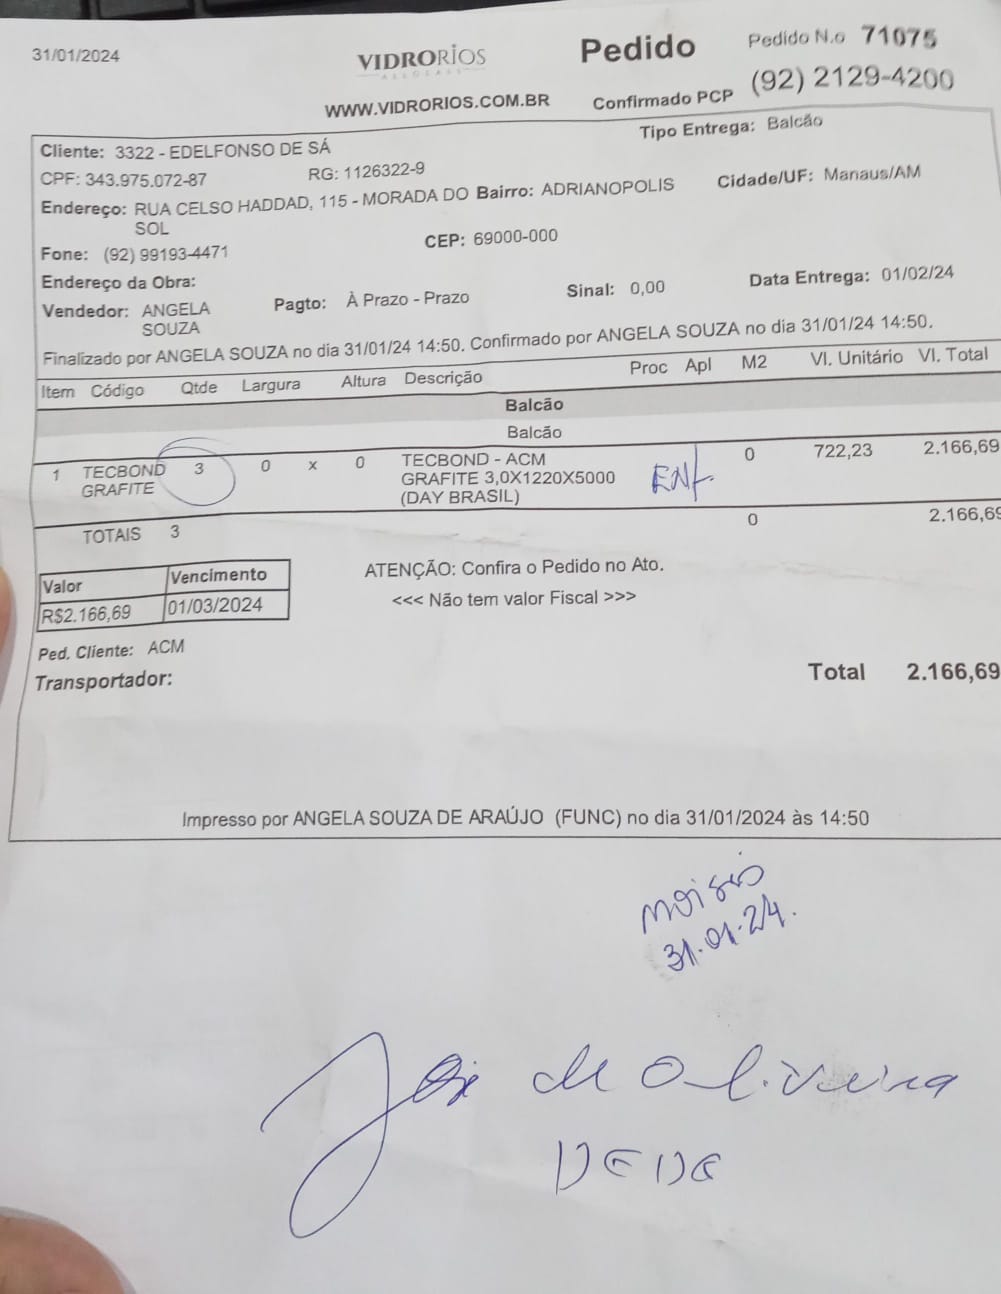 31/01/2024 VIDRORIOS Pedido Pedido N.o 71075
WWW.VIDRORIOS.COM.BR Confirmado PCP (92) 2129-4200
Cliente: 3322 - EDELFONSO DE SÁ Tipo Entrega: Balcão
CPF: 343.975.072-87 RG: 1126322-9
Endereço: RUA CELSO HADDAD, 115 - MORADA DO Bairro: ADRIANOPOLIS Cidade/UF: Manaus/AM
SOL
Fone: (92) 99193-4471 CEP: 69000-000
Endereço da Obra: Data Entrega: 01/02/24
Vendedor: ANGELA Pagto: À Prazo - Prazo Sinal: 0,00
SOUZA
Finalizado por ANGELA SOUZA no dia 31/01/24 14:50. Confirmado por ANGELA SOUZA no dia 31/01/24 14:50.
Item Código Qtde Largura Altura Descrição Proc Apl M2 Vl. Unitário Vl. Total
Balcão
Balcão
1 TECBOND 3 0 x 0 TECBOND - ACM 0 722,23 2.166,69
GRAFITE GRAFITE 3,0X1220X5000 ENT.
(DAY BRASIL)
TOTAIS 3 0 2.166,69
Valor Vencimento ATENÇÃO: Confira o Pedido no Ato.
R$2.166,69 01/03/2024 <<< Não tem valor Fiscal >>>
Ped. Cliente: ACM
Transportador: Total 2.166,69
Impresso por ANGELA SOUZA DE ARAÚJO (FUNC) no dia 31/01/2024 às 14:50
moisés
31.01.24.
de Oliveira
DEDE